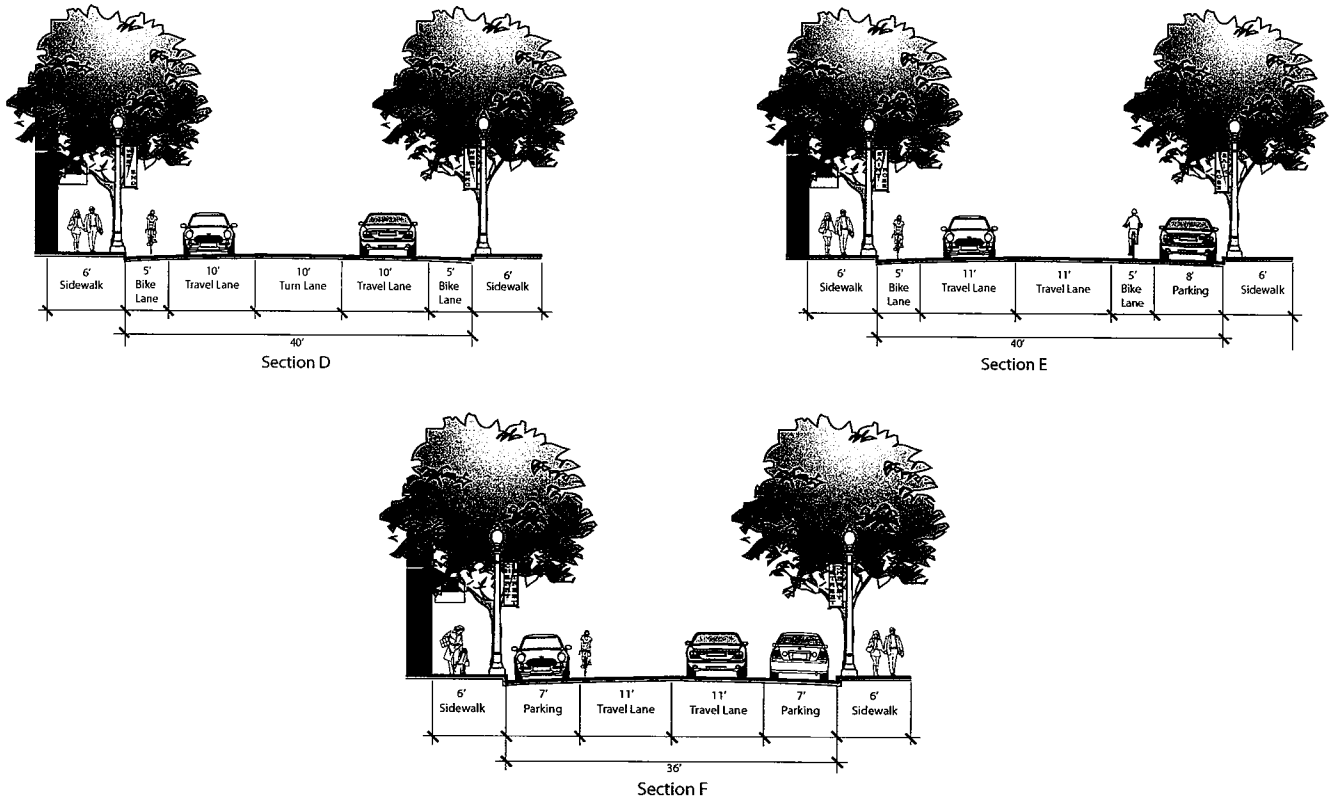 6’
Sidewalk
5’
Bike
Lane
10’
Travel Lane
10’
Turn Lane
10’
Travel Lane
5’
Bike
Lane
6’
Sidewalk
40’
Section D
6’
Sidewalk
5’
Bike
Lane
11’
Travel Lane
11’
Travel Lane
5’
Bike
Lane
8’
Parking
6’
Sidewalk
40’
Section E
6’
Sidewalk
7’
Parking
11’
Travel Lane
11’
Travel Lane
7’
Parking
6’
Sidewalk
36’
Section F